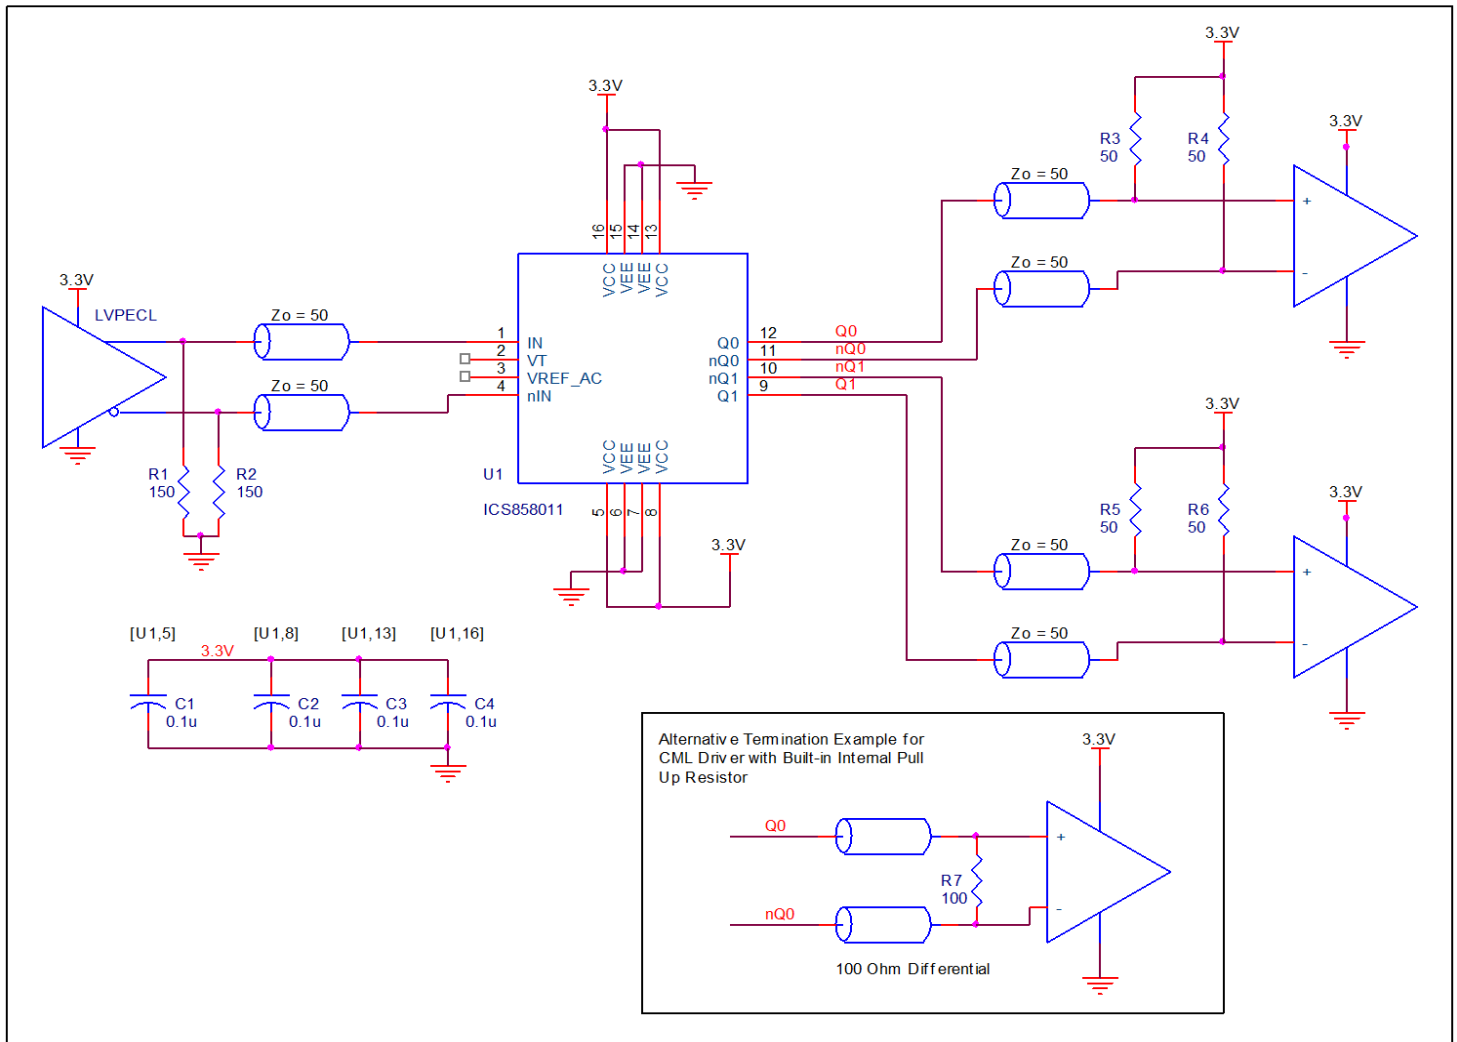 3.3V
R3
50
R4
50
3.3V
+
-
Zo = 50
Zo = 50
3.3V
16
15
14
13
VCC
VEE
VEE
VCC
3.3V
LVPECL
Zo = 50
Zo = 50
1
2
3
4
IN
VT
VREF_AC
nIN
Q0
nQ0
nQ1
Q1
12
11
10
9
Q0
nQ0
nQ1
Q1
R1
150
R2
150
VCC
VEE
VEE
VCC
5
6
7
8
U1
ICS858011
3.3V
3.3V
R5
50
R6
50
3.3V
+
-
Zo = 50
Zo = 50
[U1,5]
[U1,8]
[U1,13]
[U1,16]
3.3V
C1
0.1u
C2
0.1u
C3
0.1u
C4
0.1u
Alternative Termination Example for
CML Driver with Built-in Internal Pull
Up Resistor
3.3V
Q0
nQ0
R7
100
+
-
100 Ohm Differential